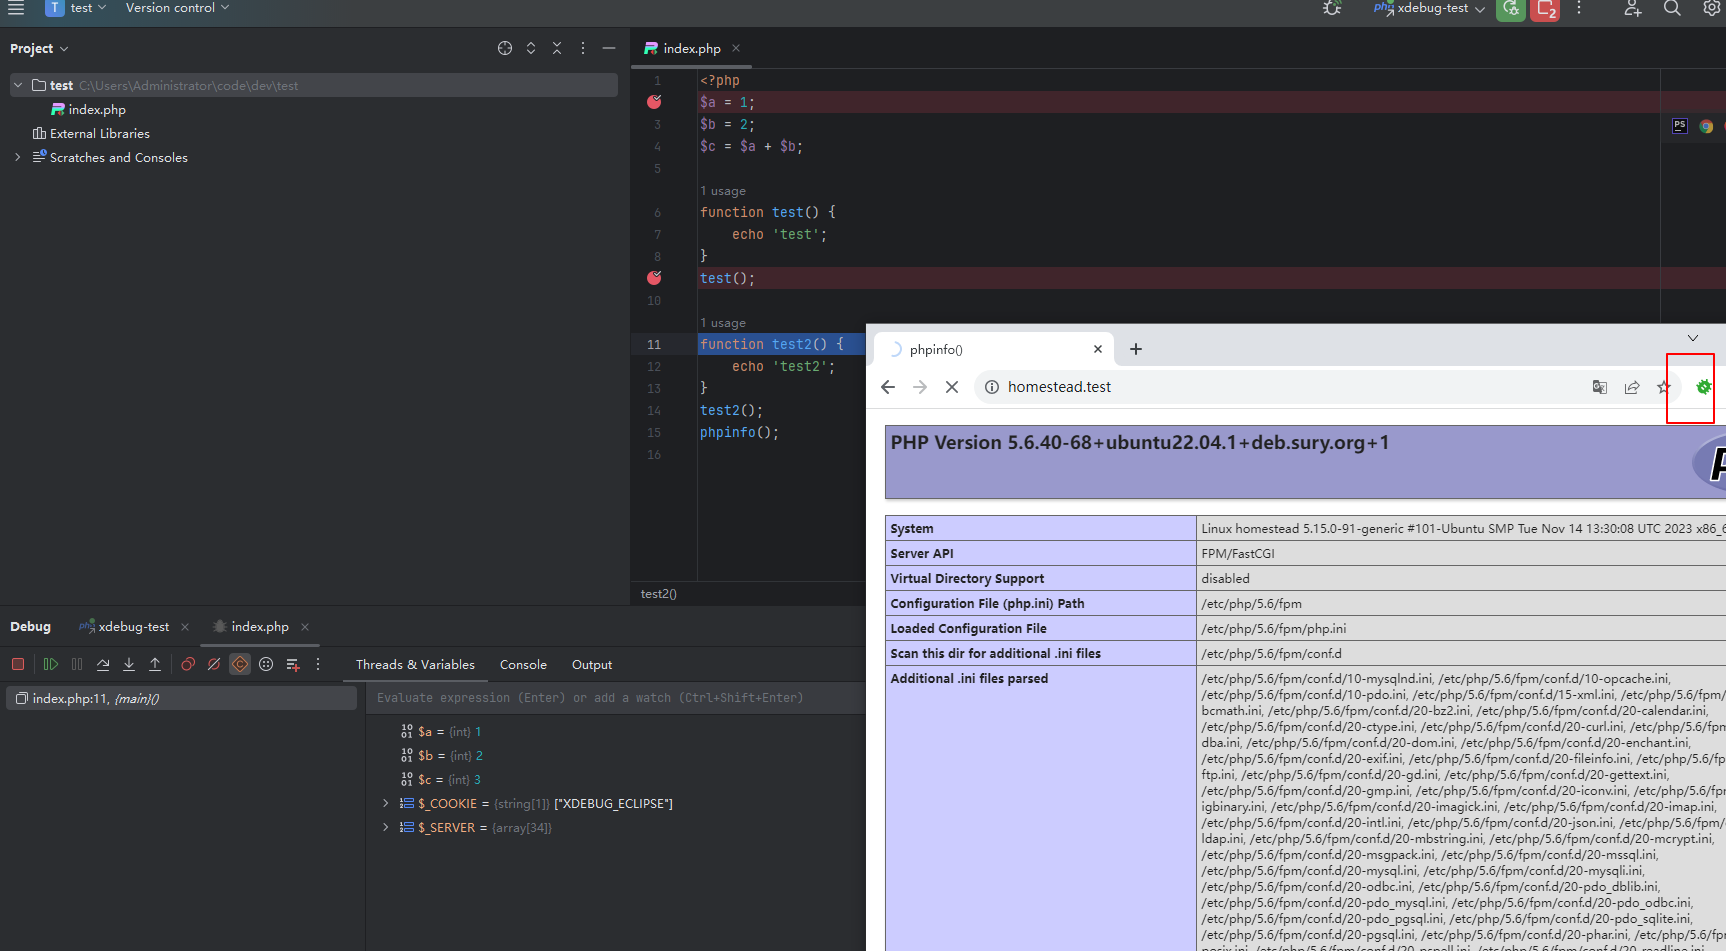 T test Version control
xdebug-test
2
Project
test C:\Users\Administrator\code\dev\test
index.php
External Libraries
Scratches and Consoles
index.php
1 <?php
$a = 1;
3 $b = 2;
4 $c = $a + $b;
5
1 usage
6 function test() {
7 echo 'test';
8 }
test();
10
1 usage
11 function test2() {
12 echo 'test2';
13 }
14 test2();
15 phpinfo();
16
test2()
PS
phpinfo()
homestead.test
PHP Version 5.6.40-68+ubuntu22.04.1+deb.sury.org+1
System Linux homestead 5.15.0-91-generic #101-Ubuntu SMP Tue Nov 14 13:30:08 UTC 2023
Server API FPM/FastCGI
Virtual Directory Support disabled
Configuration File (php.ini) Path /etc/php/5.6/fpm
Loaded Configuration File /etc/php/5.6/fpm/php.ini
Scan this dir for additional .ini files /etc/php/5.6/fpm/conf.d
Additional .ini files parsed /etc/php/5.6/fpm/conf.d/10-mysqlnd.ini, /etc/php/5.6/fpm/conf.d/10-opcache.ini,
/etc/php/5.6/fpm/conf.d/10-pdo.ini, /etc/php/5.6/fpm/conf.d/15-xml.ini, /etc/php/5.6/fpm/
bcmath.ini, /etc/php/5.6/fpm/conf.d/20-bz2.ini, /etc/php/5.6/fpm/conf.d/20-calendar.ini,
/etc/php/5.6/fpm/conf.d/20-ctype.ini, /etc/php/5.6/fpm/conf.d/20-curl.ini, /etc/php/5.6/fpm
dba.ini, /etc/php/5.6/fpm/conf.d/20-dom.ini, /etc/php/5.6/fpm/conf.d/20-enchant.ini,
/etc/php/5.6/fpm/conf.d/20-exif.ini, /etc/php/5.6/fpm/conf.d/20-fileinfo.ini, /etc/php/5.6/fp
ftp.ini, /etc/php/5.6/fpm/conf.d/20-gd.ini, /etc/php/5.6/fpm/conf.d/20-gettext.ini,
/etc/php/5.6/fpm/conf.d/20-gmp.ini, /etc/php/5.6/fpm/conf.d/20-iconv.ini, /etc/php/5.6/fpm
igbinary.ini, /etc/php/5.6/fpm/conf.d/20-imagick.ini, /etc/php/5.6/fpm/conf.d/20-imap.ini,
/etc/php/5.6/fpm/conf.d/20-intl.ini, /etc/php/5.6/fpm/conf.d/20-json.ini, /etc/php/5.6/fpm/
ldap.ini, /etc/php/5.6/fpm/conf.d/20-mbstring.ini, /etc/php/5.6/fpm/conf.d/20-mcrypt.ini,
/etc/php/5.6/fpm/conf.d/20-msgpack.ini, /etc/php/5.6/fpm/conf.d/20-mssql.ini,
/etc/php/5.6/fpm/conf.d/20-mysql.ini, /etc/php/5.6/fpm/conf.d/20-mysqli.ini,
/etc/php/5.6/fpm/conf.d/20-odbc.ini, /etc/php/5.6/fpm/conf.d/20-pdo_dblib.ini,
/etc/php/5.6/fpm/conf.d/20-pdo_mysql.ini, /etc/php/5.6/fpm/conf.d/20-pdo_odbc.ini,
/etc/php/5.6/fpm/conf.d/20-pdo_pgsql.ini, /etc/php/5.6/fpm/conf.d/20-pdo_sqlite.ini,
/etc/php/5.6/fpm/conf.d/20-pgsql.ini, /etc/php/5.6/fpm/conf.d/20-phar.ini, /etc/php/5.6/fpm/
Debug xdebug-test index.php
Threads & Variables Console Output
index.php:11, {main}()
Evaluate expression (Enter) or add a watch (Ctrl+Shift+Enter)
$a = {int} 1
$b = {int} 2
$c = {int} 3
$_COOKIE = {string[1]} ["XDEBUG_ECLIPSE"]
$_SERVER = {array[34]}